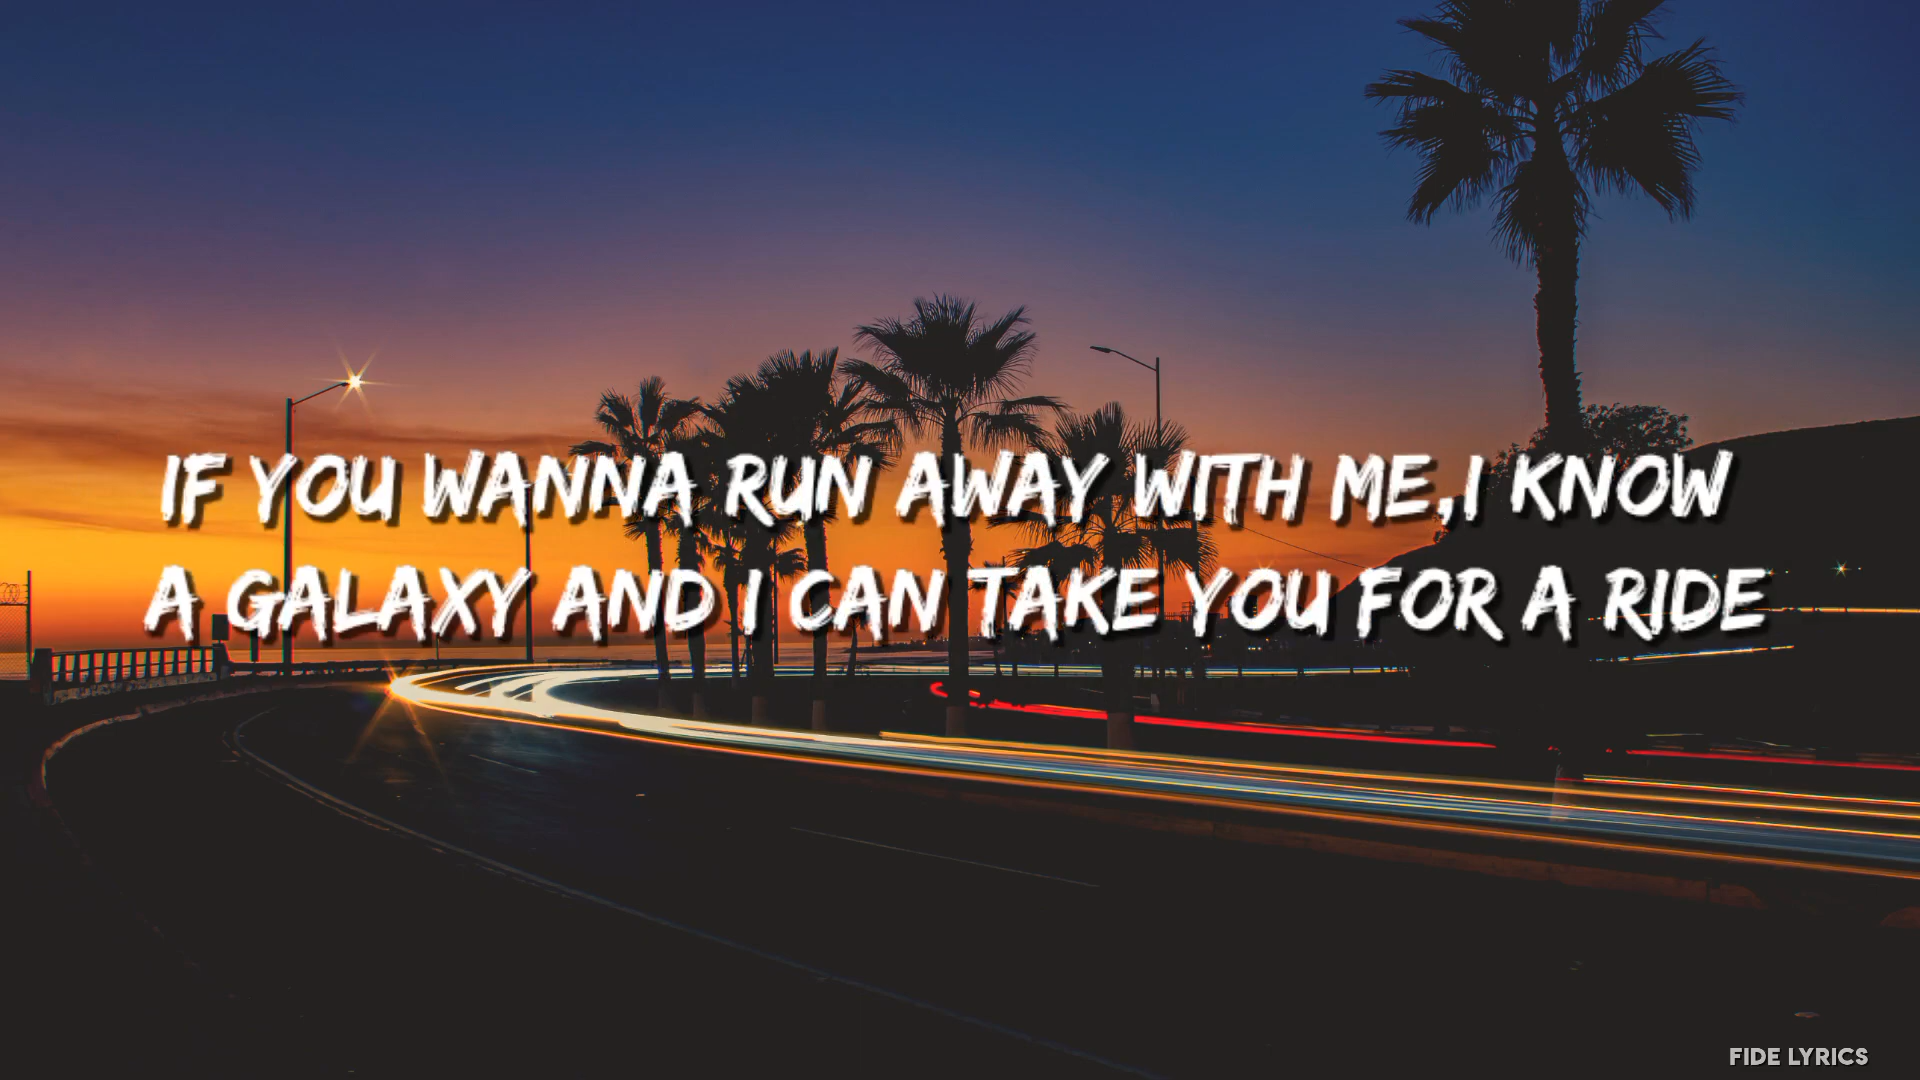 IF YOU WANNA RUN AWAY WITH ME,I KNOW
A GALAXY AND I CAN TAKE YOU FOR A RIDE
FIDE LYRICS